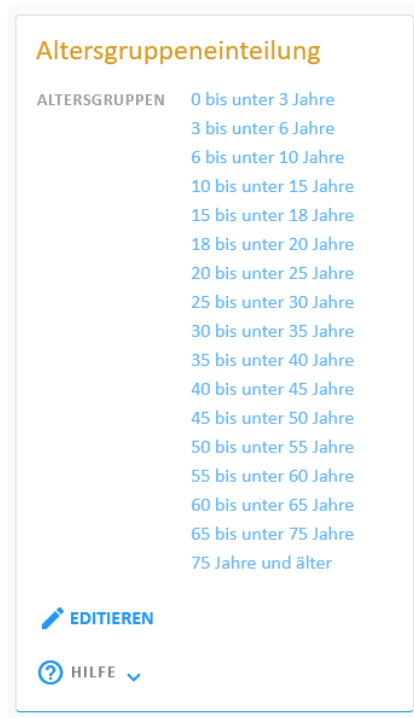 Altersgruppeneinteilung
ALTERSGRUPPEN 0 bis unter 3 Jahre
3 bis unter 6 Jahre
6 bis unter 10 Jahre
10 bis unter 15 Jahre
15 bis unter 18 Jahre
18 bis unter 20 Jahre
20 bis unter 25 Jahre
25 bis unter 30 Jahre
30 bis unter 35 Jahre
35 bis unter 40 Jahre
40 bis unter 45 Jahre
45 bis unter 50 Jahre
50 bis unter 55 Jahre
55 bis unter 60 Jahre
60 bis unter 65 Jahre
65 bis unter 75 Jahre
75 Jahre und älter
EDITIEREN
HILFE